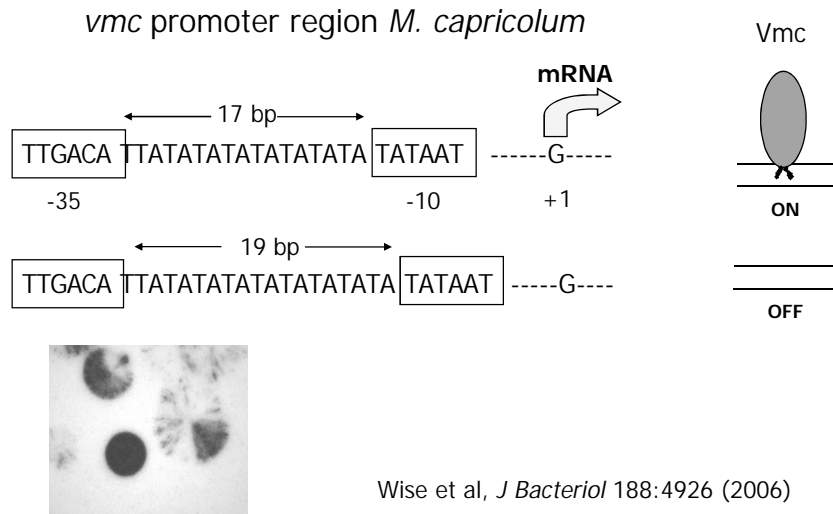 vmc promoter region M. capricolum
Vmc
mRNA
17 bp
TTGACA TTATATATATATATATA TATAAT ------G-----
-35 -10 +1
ON
19 bp
TTGACA TTATATATATATATATATA TATAAT -----G----
OFF
Wise et al, J Bacteriol 188:4926 (2006)